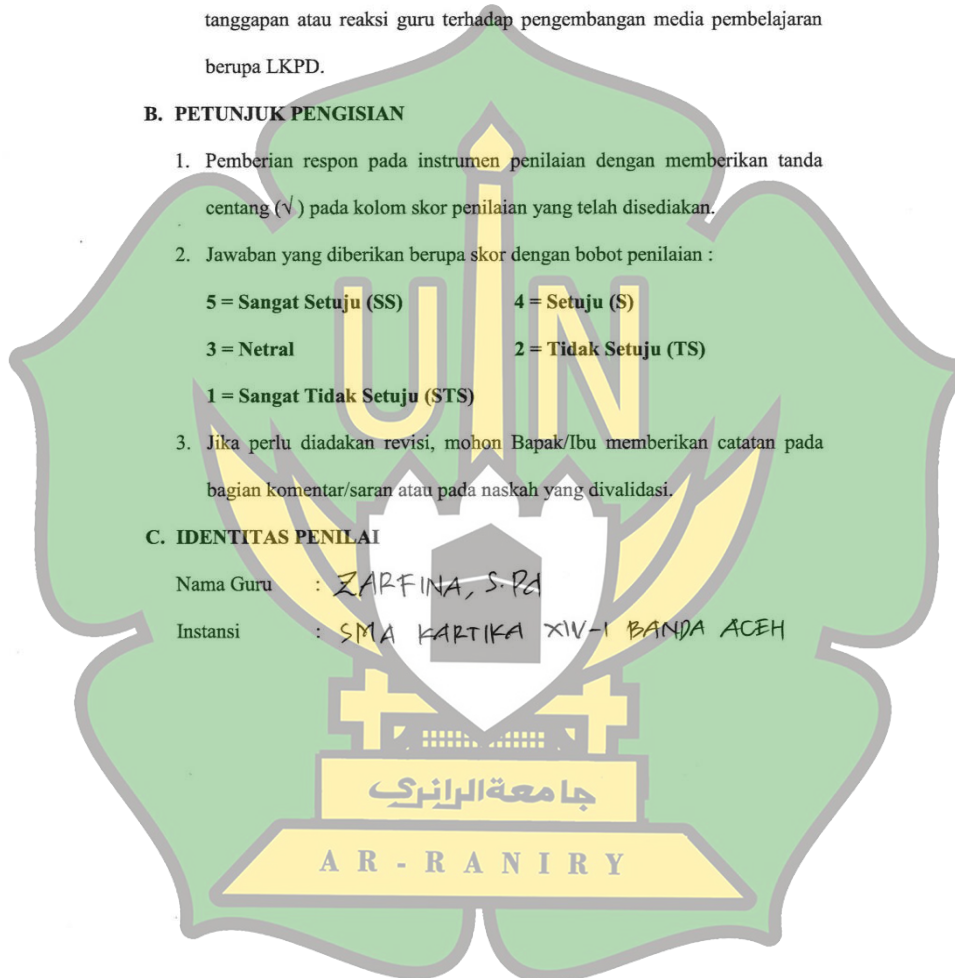 tanggapan atau reaksi guru terhadap pengembangan media pembelajaran
berupa LKPD.
B. PETUNJUK PENGISIAN
1. Pemberian respon pada instrumen penilaian dengan memberikan tanda
centang (√) pada kolom skor penilaian yang telah disediakan.
2. Jawaban yang diberikan berupa skor dengan bobot penilaian :
5 = Sangat Setuju (SS) 4 = Setuju (S)
3 = Netral 2 = Tidak Setuju (TS)
1 = Sangat Tidak Setuju (STS)
3. Jika perlu diadakan revisi, mohon Bapak/Ibu memberikan catatan pada
bagian komentar/saran atau pada naskah yang divalidasi.
C. IDENTITAS PENILAI
Nama Guru : ZARFINA, S.Pd
Instansi : SMA KARTIKA XIV-1 BANDA ACEH
UIN
جامعة الرانري
AR-RANIRY